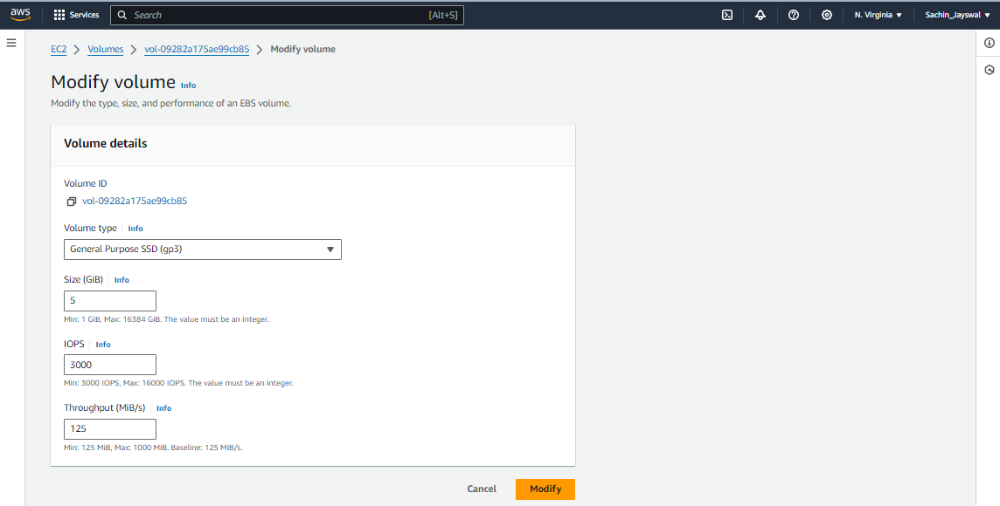 aws Services Search [Alt+S] N. Virginia Sachin_Jayswal
EC2 Volumes vol-09282a175ae99cb85 Modify volume
Modify volume Info
Modify the type, size, and performance of an EBS volume.
Volume details
Volume ID
vol-09282a175ae99cb85
Volume type Info
General Purpose SSD (gp3)
Size (GiB) Info
5
Min: 1 GiB, Max: 16384 GiB. The value must be an integer.
IOPS Info
3000
Min: 3000 IOPS, Max: 16000 IOPS. The value must be an integer.
Throughput (MiB/s) Info
125
Min: 125 MiB, Max: 1000 MiB. Baseline: 125 MiB/s.
Cancel Modify